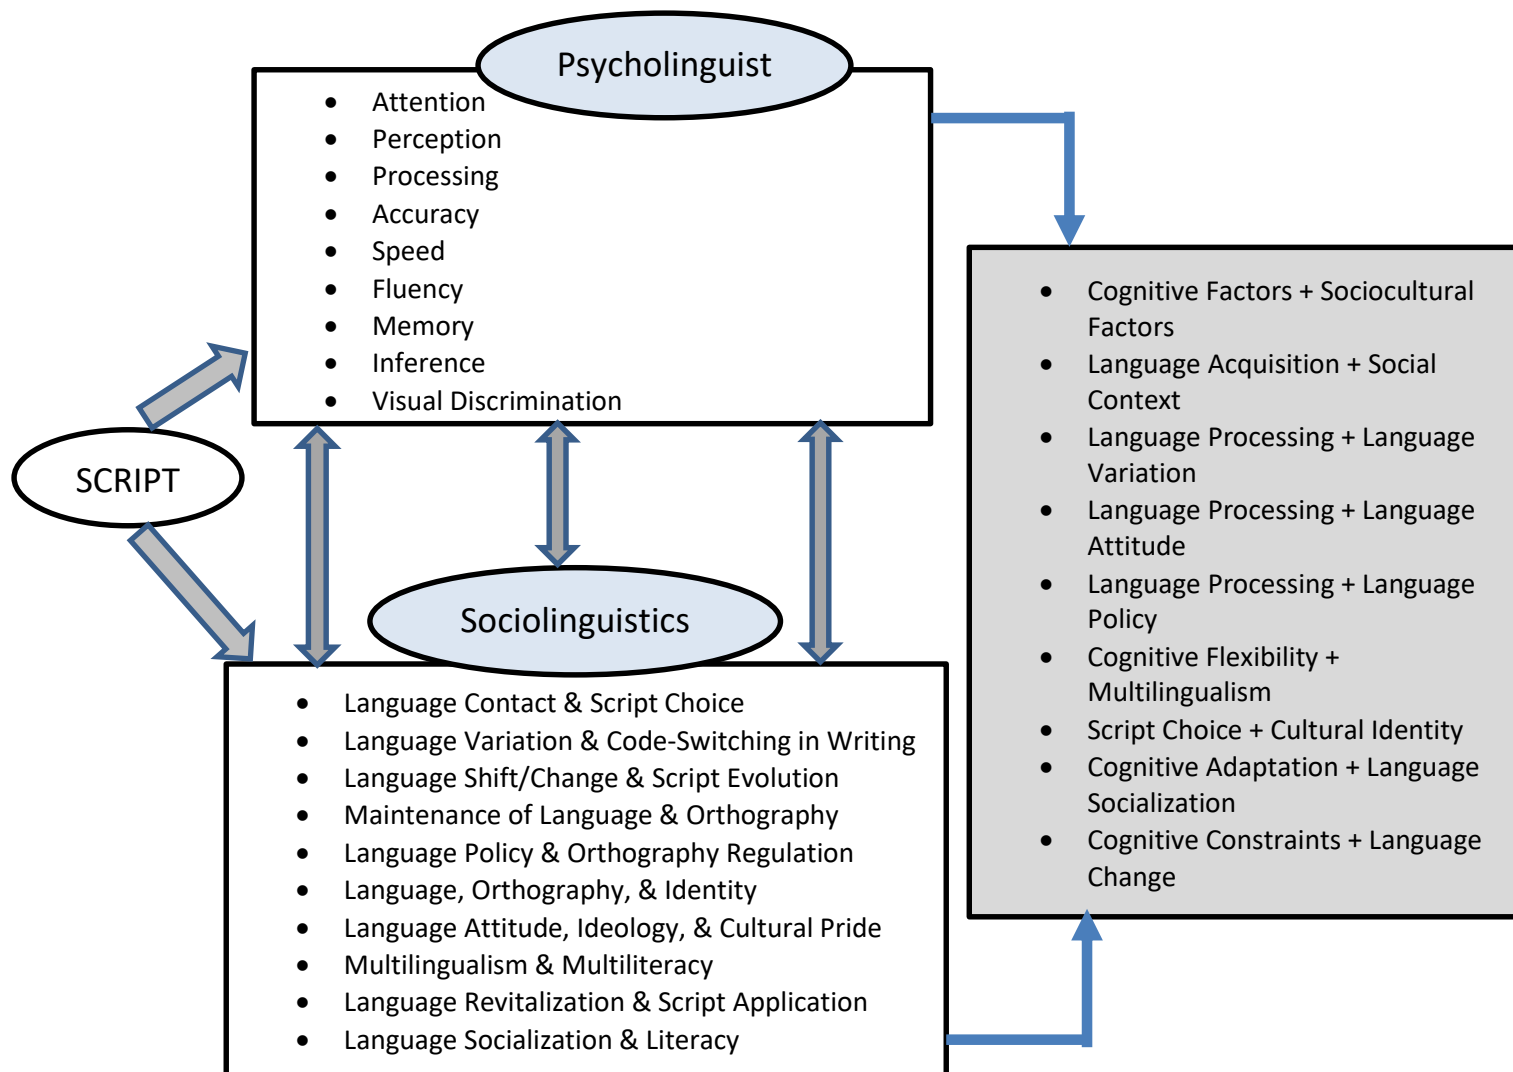 Psycholinguist
• Attention
• Perception
• Processing
• Accuracy
• Speed
• Fluency
• Memory
• Inference
• Visual Discrimination
SCRIPT
Sociolinguistics
• Language Contact & Script Choice
• Language Variation & Code-Switching in Writing
• Language Shift/Change & Script Evolution
• Maintenance of Language & Orthography
• Language Policy & Orthography Regulation
• Language, Orthography, & Identity
• Language Attitude, Ideology, & Cultural Pride
• Multilingualism & Multiliteracy
• Language Revitalization & Script Application
• Language Socialization & Literacy
• Cognitive Factors + Sociocultural
Factors
• Language Acquisition + Social
Context
• Language Processing + Language
Variation
• Language Processing + Language
Attitude
• Language Processing + Language
Policy
• Cognitive Flexibility +
Multilingualism
• Script Choice + Cultural Identity
• Cognitive Adaptation + Language
Socialization
• Cognitive Constraints + Language
Change